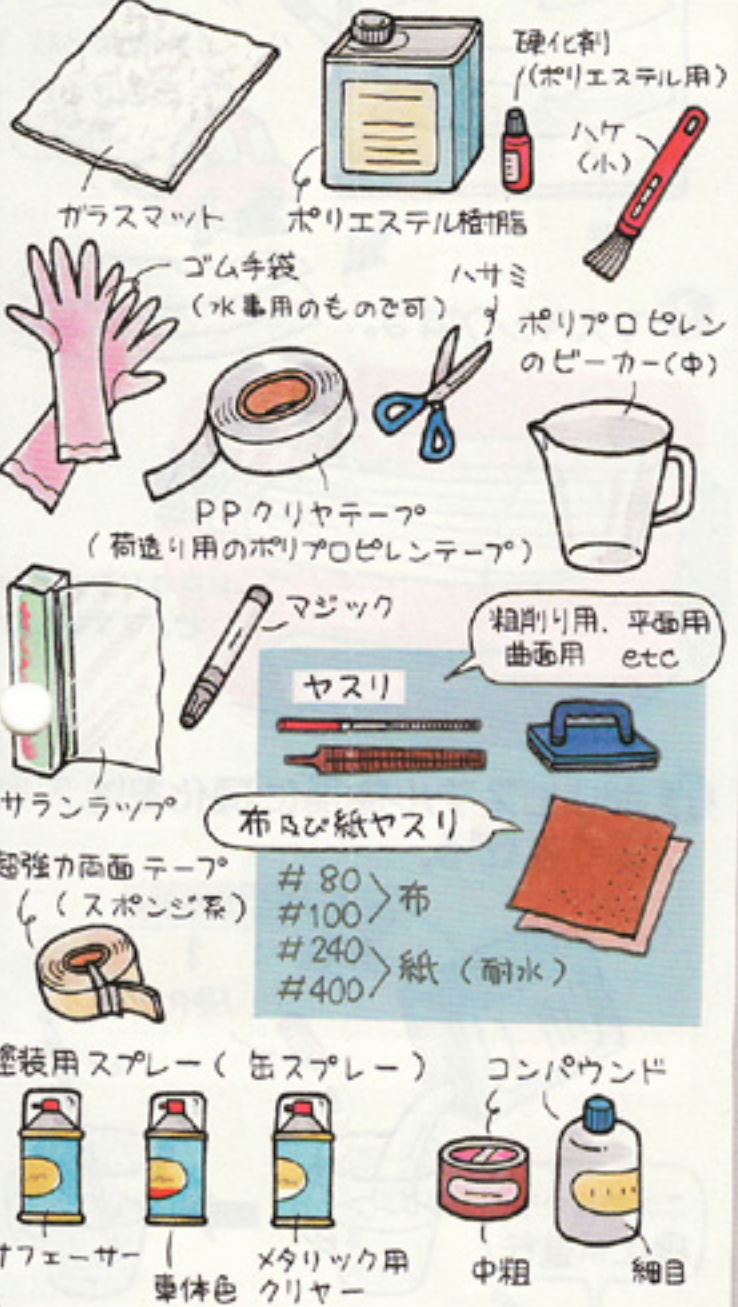 硬化剤
(ポリエステル用)
ハケ
(小)
ガラスマット
ポリエステル樹脂
ゴム手袋
(水事用のもので可)
ハサミ
ポリプロピレン
のビーカー(中)
PPクリヤテープ
(荷造り用のポリプロピレンテープ)
マジック
粗削り用、平面用
曲面用 etc
ヤスリ
サランラップ
布及び紙ヤスリ
超強力両面テープ
(スポンジ系)
#80
#100
布
#240
#400
紙(耐水)
塗装用スプレー(缶スプレー)
コンパウンド
サフェーサー
車体色
メタリック用
クリヤー
中粗
細目